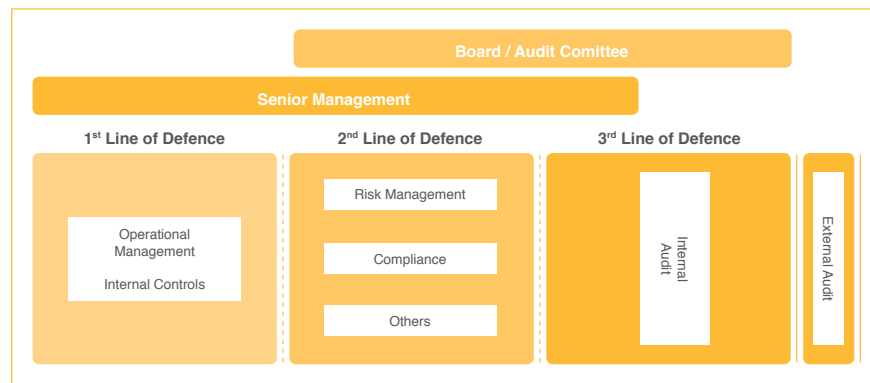 Board / Audit Comittee
Senior Management
1st Line of Defence
2nd Line of Defence
3rd Line of Defence
Operational
Management
Internal Controls
Risk Management
Compliance
Others
Internal
Audit
External Audit